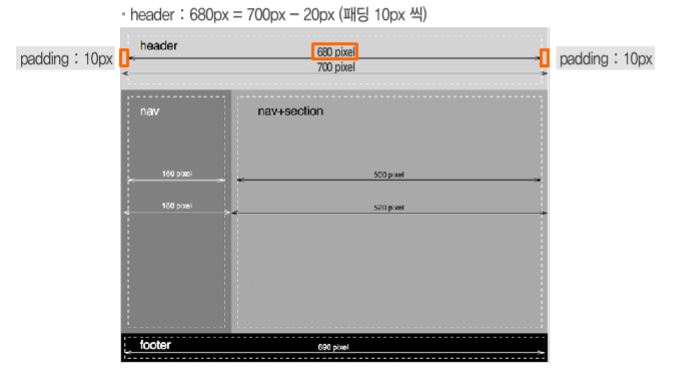 · header : 680px = 700px – 20px (패딩 10px 씩)
header
680 pixel
700 pixel
padding : 10px
padding : 10px
nav
nav+section
160 pixel
500 pixel
180 pixel
520 pixel
footer
690 pixel